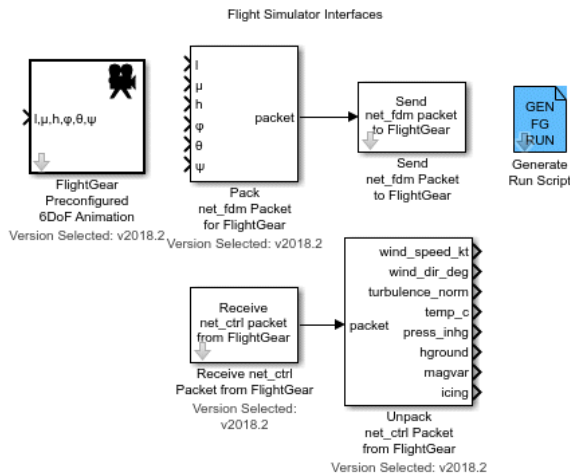 Flight Simulator Interfaces
l,μ,h,φ,θ,ψ
FlightGear
Preconfigured
6DoF Animation
Version Selected: v2018.2
l
μ
h
φ
θ
ψ
packet
Pack
net_fdm Packet
for FlightGear
Version Selected: v2018.2
Send
net_fdm packet
to FlightGear
Send
net_fdm Packet
to FlightGear
GEN
FG
RUN
Generate
Run Script
Receive
net_ctrl packet
from FlightGear
Receive net_ctrl
Packet from FlightGear
Version Selected:
v2018.2
packet
wind_speed_kt
wind_dir_deg
turbulence_norm
temp_c
press_inhg
hground
magvar
icing
Unpack
net_ctrl Packet
from FlightGear
Version Selected: v2018.2